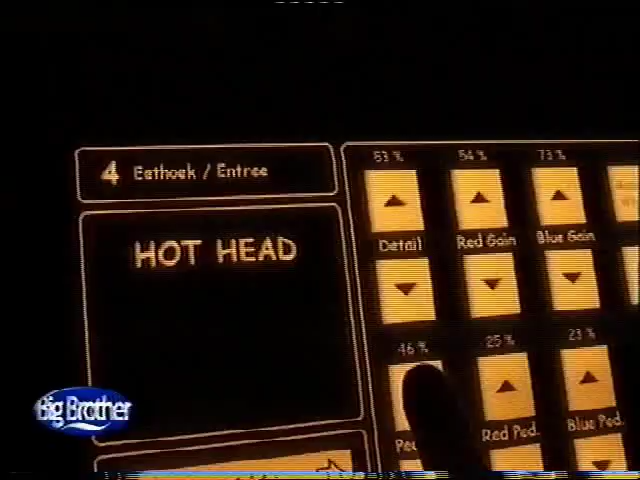 53 % 54 % 73 %
4 Eethoek / Entree
HOT HEAD
Detail Red Gain Blue Gain
46 % 25 % 23 %
Red Ped. Blue Ped.
Big Brother